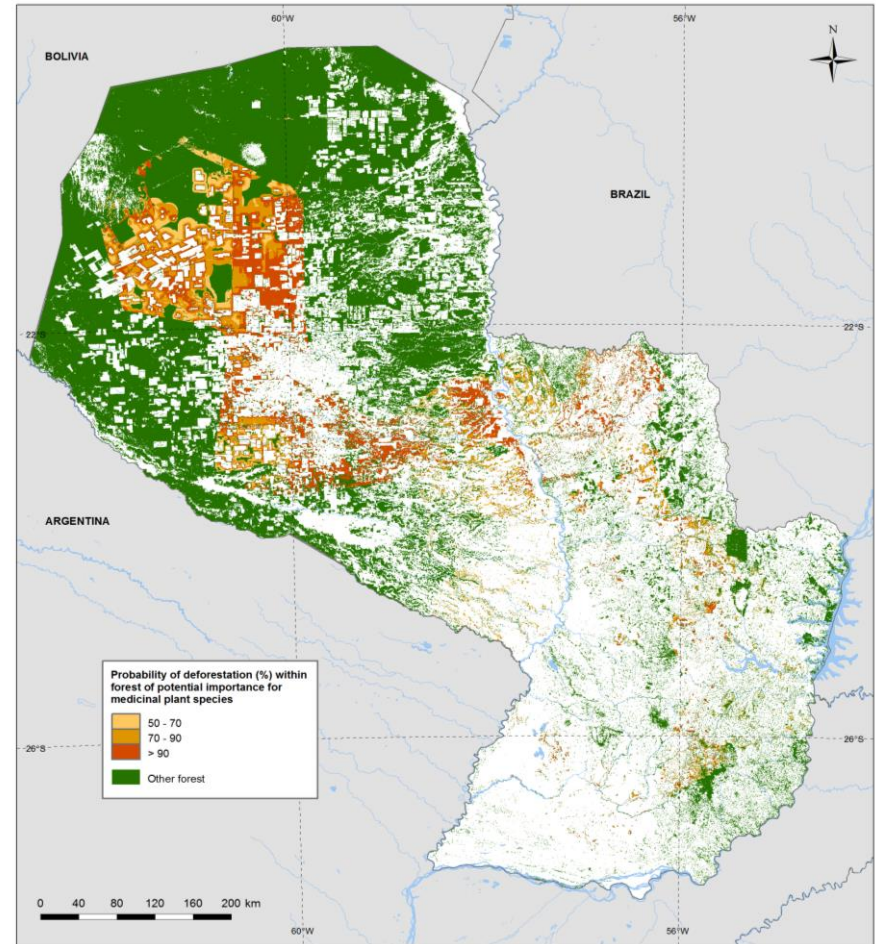 60°W
56°W
N
BOLIVIA
BRAZIL
22°S
22°S
ARGENTINA
Probability of deforestation (%) within
forest of potential importance for
medicinal plant species
50 - 70
70 - 90
> 90
Other forest
26°S
26°S
0 40 80 120 160 200 km
60°W
56°W